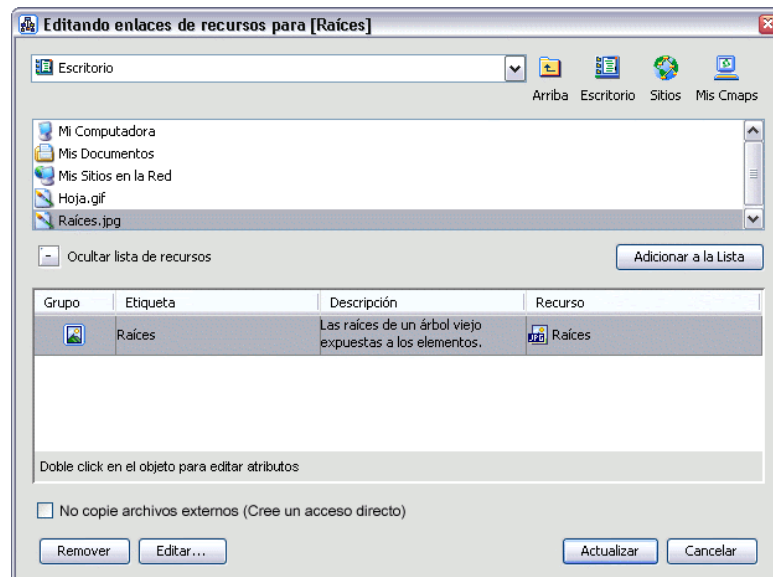 Editando enlaces de recursos para [Raíces]
Escritorio
Arriba Escritorio Sitios Mis Cmaps
Mi Computadora
Mis Documentos
Mis Sitios en la Red
Hoja.gif
Raíces.jpg
- Ocultar lista de recursos
Adicionar a la Lista
Grupo Etiqueta Descripción Recurso
Raíces
Las raíces de un árbol viejo
expuestas a los elementos.
JPG Raíces
Doble click en el objeto para editar atributos
No copie archivos externos (Cree un acceso directo)
Remover Editar... Actualizar Cancelar